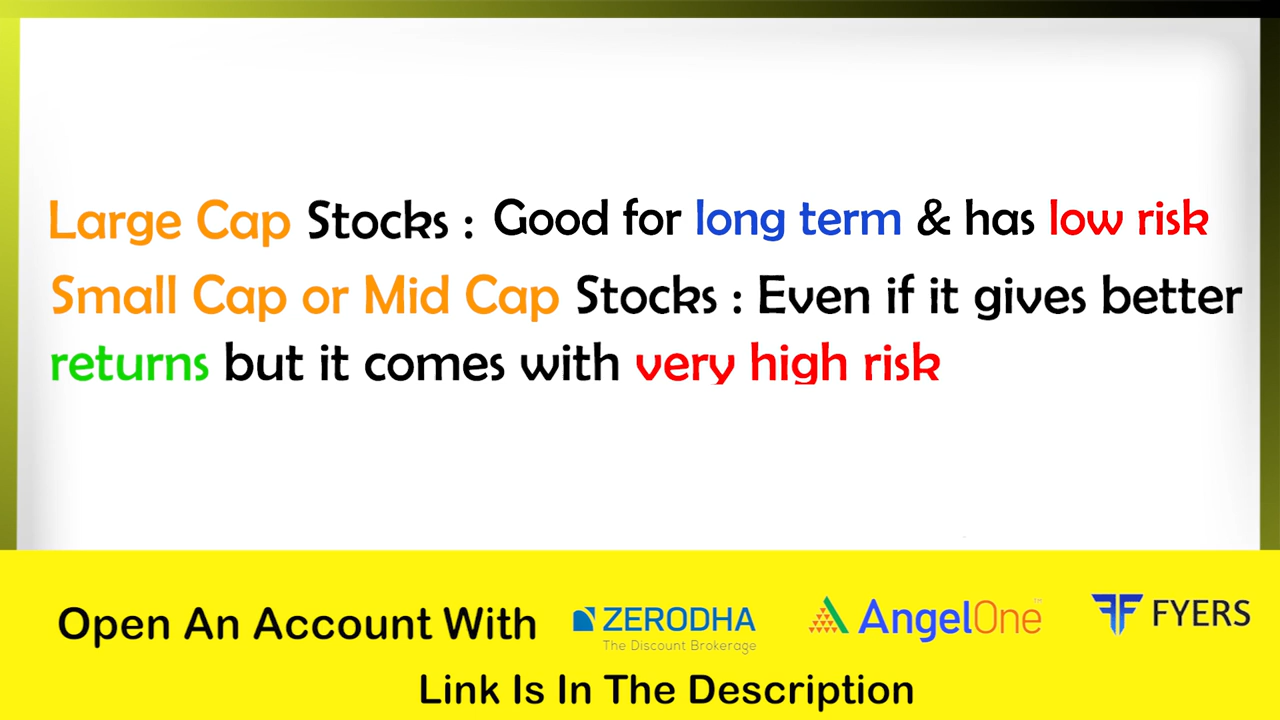 Large Cap Stocks : Good for long term & has low risk
Small Cap or Mid Cap Stocks : Even if it gives better
returns but it comes with very high risk
Open An Account With ZERODHA The Discount Brokerage AngelOne™ FYERS
Link Is In The Description